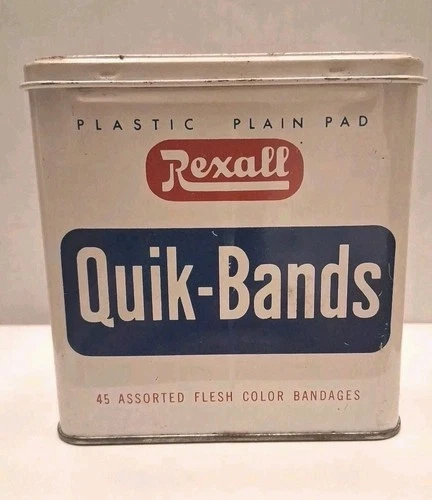 PLASTIC PLAIN PAD
Rexall
Quik-Bands
45 ASSORTED FLESH COLOR BANDAGES